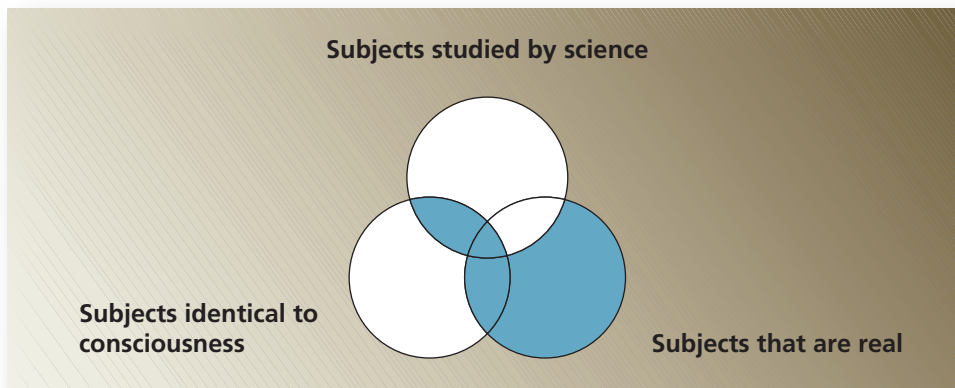 Subjects studied by science
Subjects identical to
consciousness
Subjects that are real